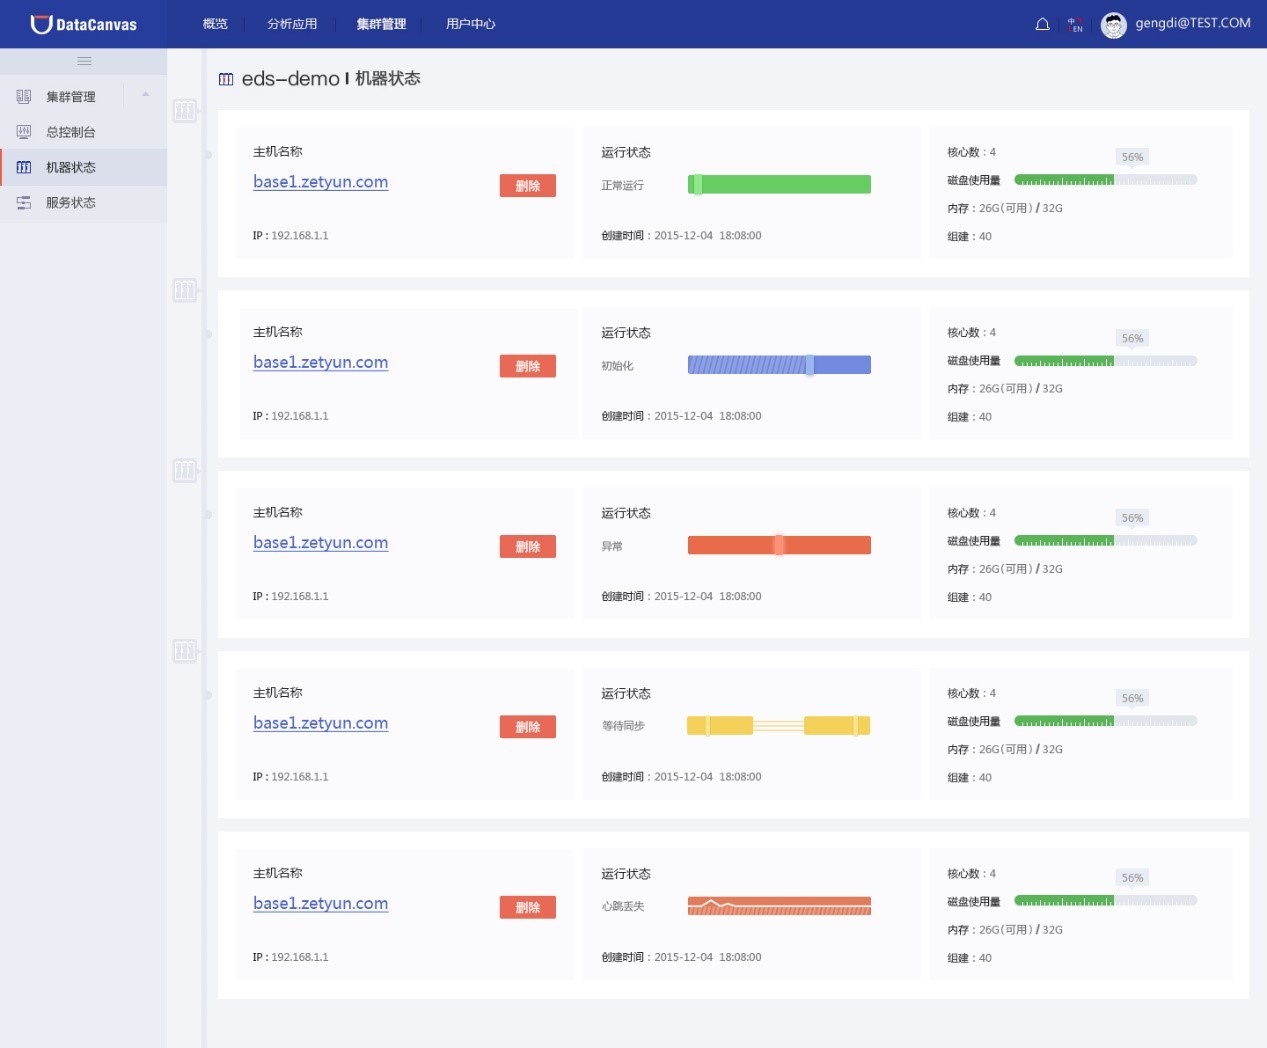 DataCanvas 概览 分析应用 集群管理 用户中心 中 EN gengdi@TEST.COM
集群管理
总控制台
机器状态
服务状态
eds-demo I 机器状态
主机名称
base1.zetyun.com
删除
IP : 192.168.1.1
运行状态
正常运行
创建时间 : 2015-12-04 18:08:00
核心数 : 4
56%
磁盘使用量
内存 : 26G(可用) / 32G
组建 : 40
主机名称
base1.zetyun.com
删除
IP : 192.168.1.1
运行状态
初始化
创建时间 : 2015-12-04 18:08:00
核心数 : 4
56%
磁盘使用量
内存 : 26G(可用) / 32G
组建 : 40
主机名称
base1.zetyun.com
删除
IP : 192.168.1.1
运行状态
异常
创建时间 : 2015-12-04 18:08:00
核心数 : 4
56%
磁盘使用量
内存 : 26G(可用) / 32G
组建 : 40
主机名称
base1.zetyun.com
删除
IP : 192.168.1.1
运行状态
等待同步
创建时间 : 2015-12-04 18:08:00
核心数 : 4
56%
磁盘使用量
内存 : 26G(可用) / 32G
组建 : 40
主机名称
base1.zetyun.com
删除
IP : 192.168.1.1
运行状态
心跳丢失
创建时间 : 2015-12-04 18:08:00
核心数 : 4
56%
磁盘使用量
内存 : 26G(可用) / 32G
组建 : 40